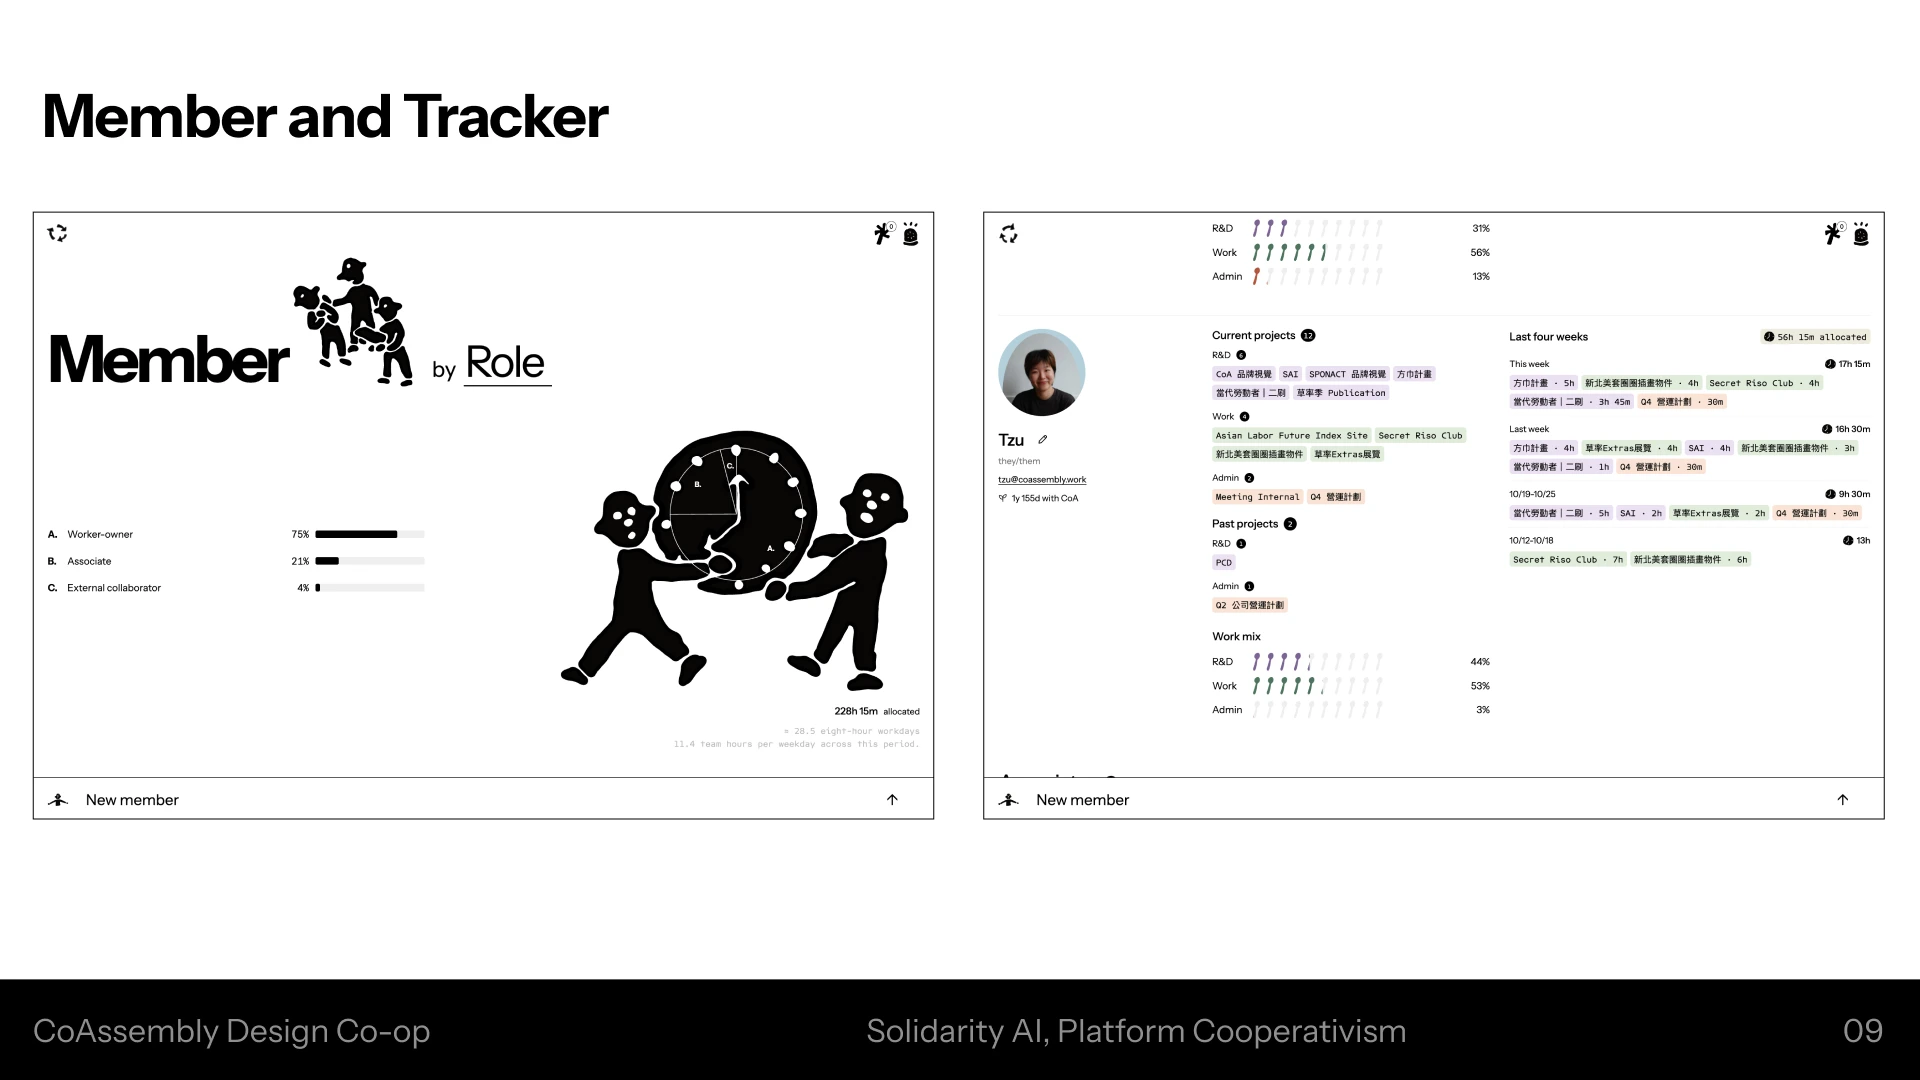 Member and Tracker
0
Member by Role
C.
B.
A.
A. Worker-owner 75%
B. Associate 21%
C. External collaborator 4%
228h 15m allocated
≈ 28.5 eight-hour workdays
11.4 team hours per weekday across this period.
New member
0
R&D 31%
Work 56%
Admin 13%
Tzu
they/them
tzu@coassembly.work
1y 155d with CoA
Current projects 12
R&D 6
CoA 品牌視覺 SAI SPONACT 品牌視覺 方巾計畫
當代勞動者｜二刷 草率季 Publication
Work 4
Asian Labor Future Index Site Secret Riso Club
新北美套圈圈插畫物件 草率Extras展覽
Admin 2
Meeting Internal Q4 營運計劃
Past projects 2
R&D 1
PCD
Admin 1
Q2 公司營運計劃
Work mix
R&D 44%
Work 53%
Admin 3%
Last four weeks 56h 15m allocated
This week 17h 15m
方巾計畫 · 5h 新北美套圈圈插畫物件 · 4h Secret Riso Club · 4h
當代勞動者｜二刷 · 3h 45m Q4 營運計劃 · 30m
Last week 16h 30m
方巾計畫 · 4h 草率Extras展覽 · 4h SAI · 4h 新北美套圈圈插畫物件 · 3h
當代勞動者｜二刷 · 1h Q4 營運計劃 · 30m
10/19-10/25 9h 30m
當代勞動者｜二刷 · 5h SAI · 2h 草率Extras展覽 · 2h Q4 營運計劃 · 30m
10/12-10/18 13h
Secret Riso Club · 7h 新北美套圈圈插畫物件 · 6h
New member
CoAssembly Design Co-op
Solidarity AI, Platform Cooperativism
09